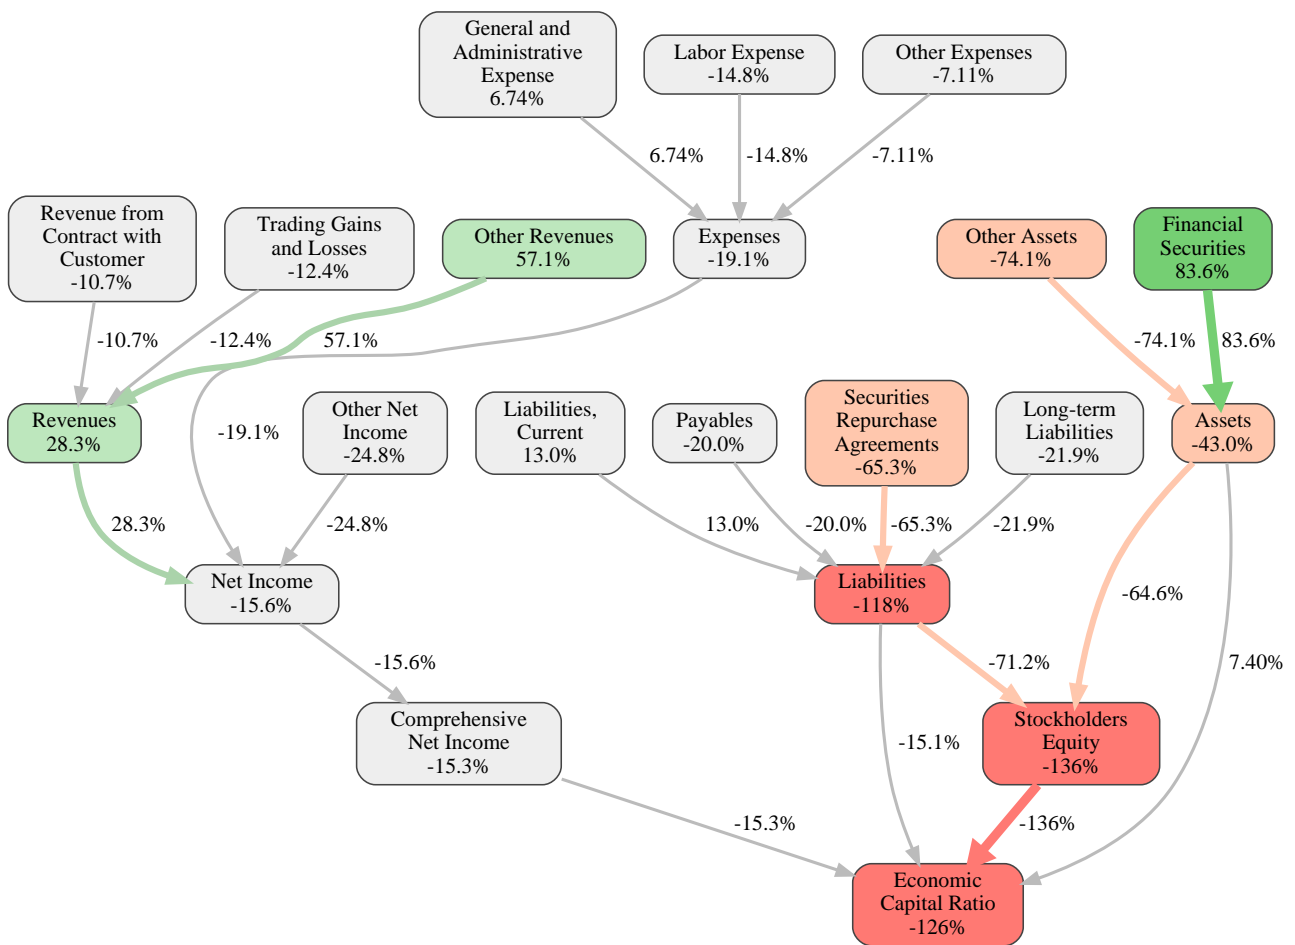 General and
Administrative
Expense
6.74%
Labor Expense
-14.8%
Other Expenses
-7.11%
6.74%
-14.8%
-7.11%
Revenue from
Contract with
Customer
-10.7%
Trading Gains
and Losses
-12.4%
Other Revenues
57.1%
Expenses
-19.1%
Other Assets
-74.1%
Financial
Securities
83.6%
-10.7%
-12.4%
57.1%
-74.1%
83.6%
Revenues
28.3%
-19.1%
Other Net
Income
-24.8%
Liabilities,
Current
13.0%
Payables
-20.0%
Securities
Repurchase
Agreements
-65.3%
Long-term
Liabilities
-21.9%
Assets
-43.0%
28.3%
-24.8%
13.0%
-20.0%
-65.3%
-21.9%
Net Income
-15.6%
Liabilities
-118%
-64.6%
-15.6%
-71.2%
7.40%
Comprehensive
Net Income
-15.3%
-15.1%
Stockholders
Equity
-136%
-15.3%
-136%
Economic
Capital Ratio
-126%